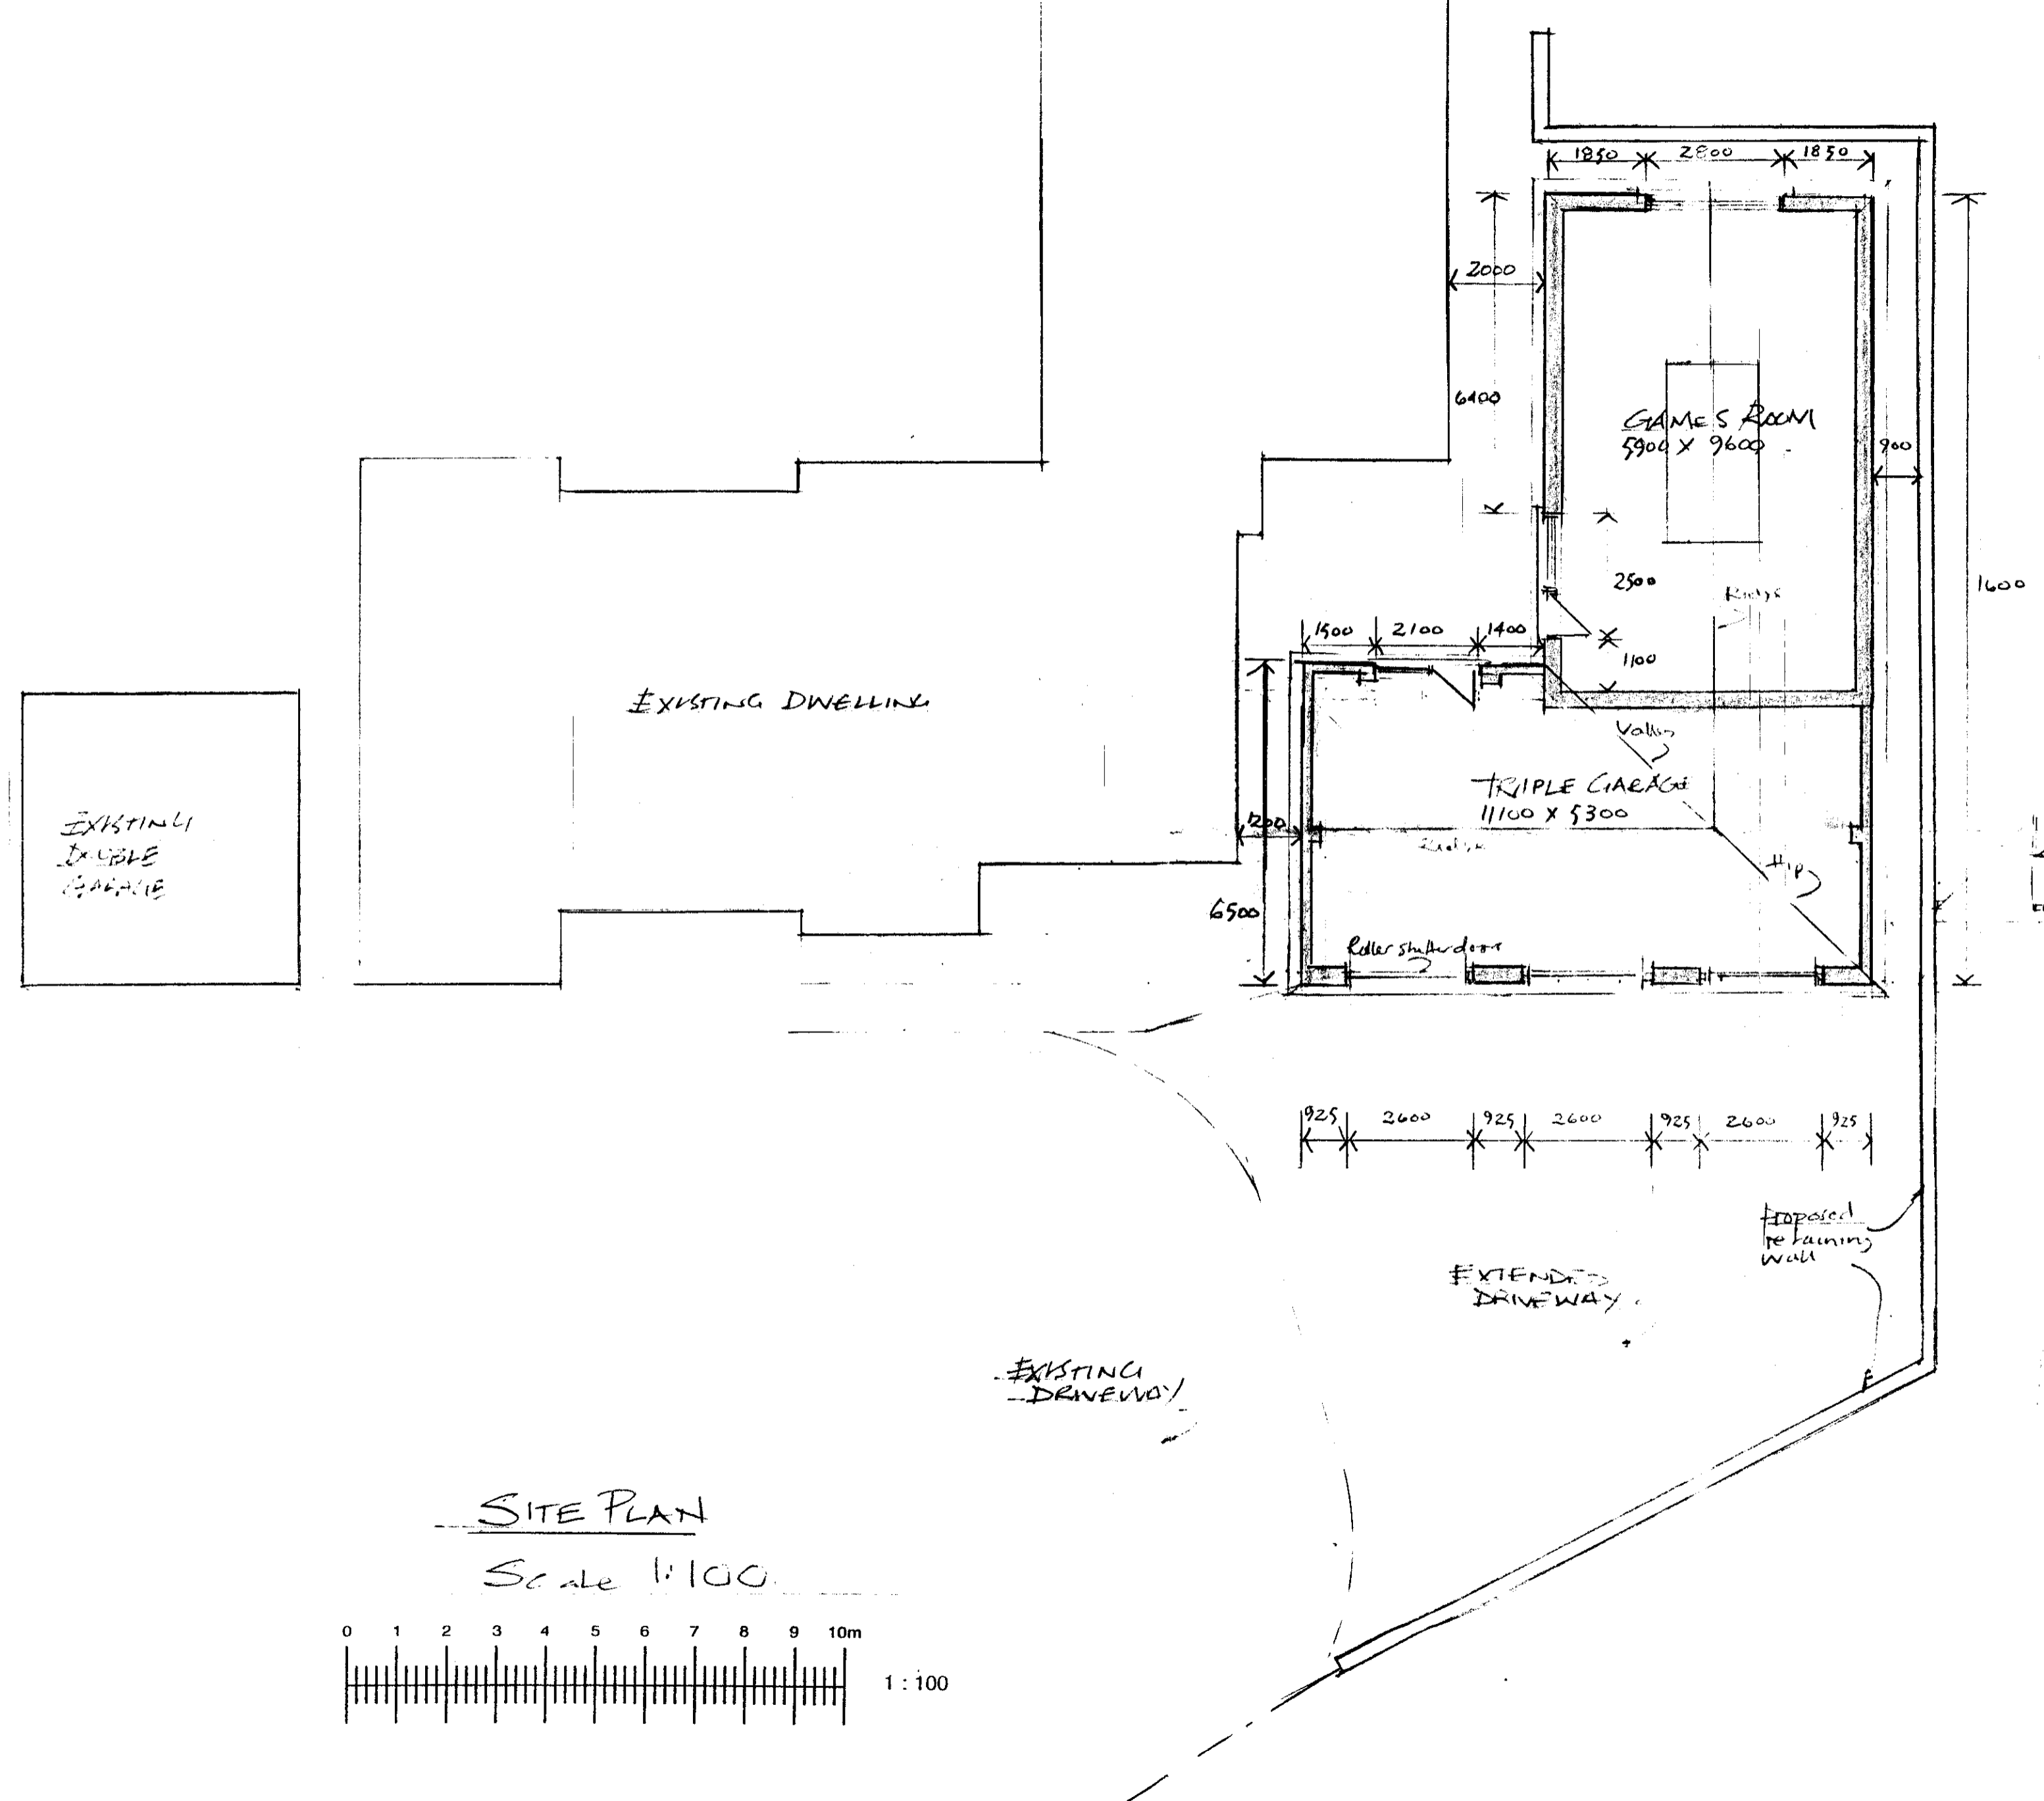 1850 2800 1850
2000
6400
GAMES ROOM
5900 X 9600
900
2500
1600
Ridge
1500 2100 1400
1100
EXISTING DWELLING
Valley
TRIPLE GARAGE
11100 X 5300
EXISTING
DOUBLE
GARAGE
1200
Ridge
Hip
6500
Roller shutter doors
925 2600 925 2600 925 2600 925
Proposed
retaining
wall
EXTENDED
DRIVEWAY
EXISTING
DRIVEWAY
SITE PLAN
Scale 1:100
0 1 2 3 4 5 6 7 8 9 10m
1 : 100